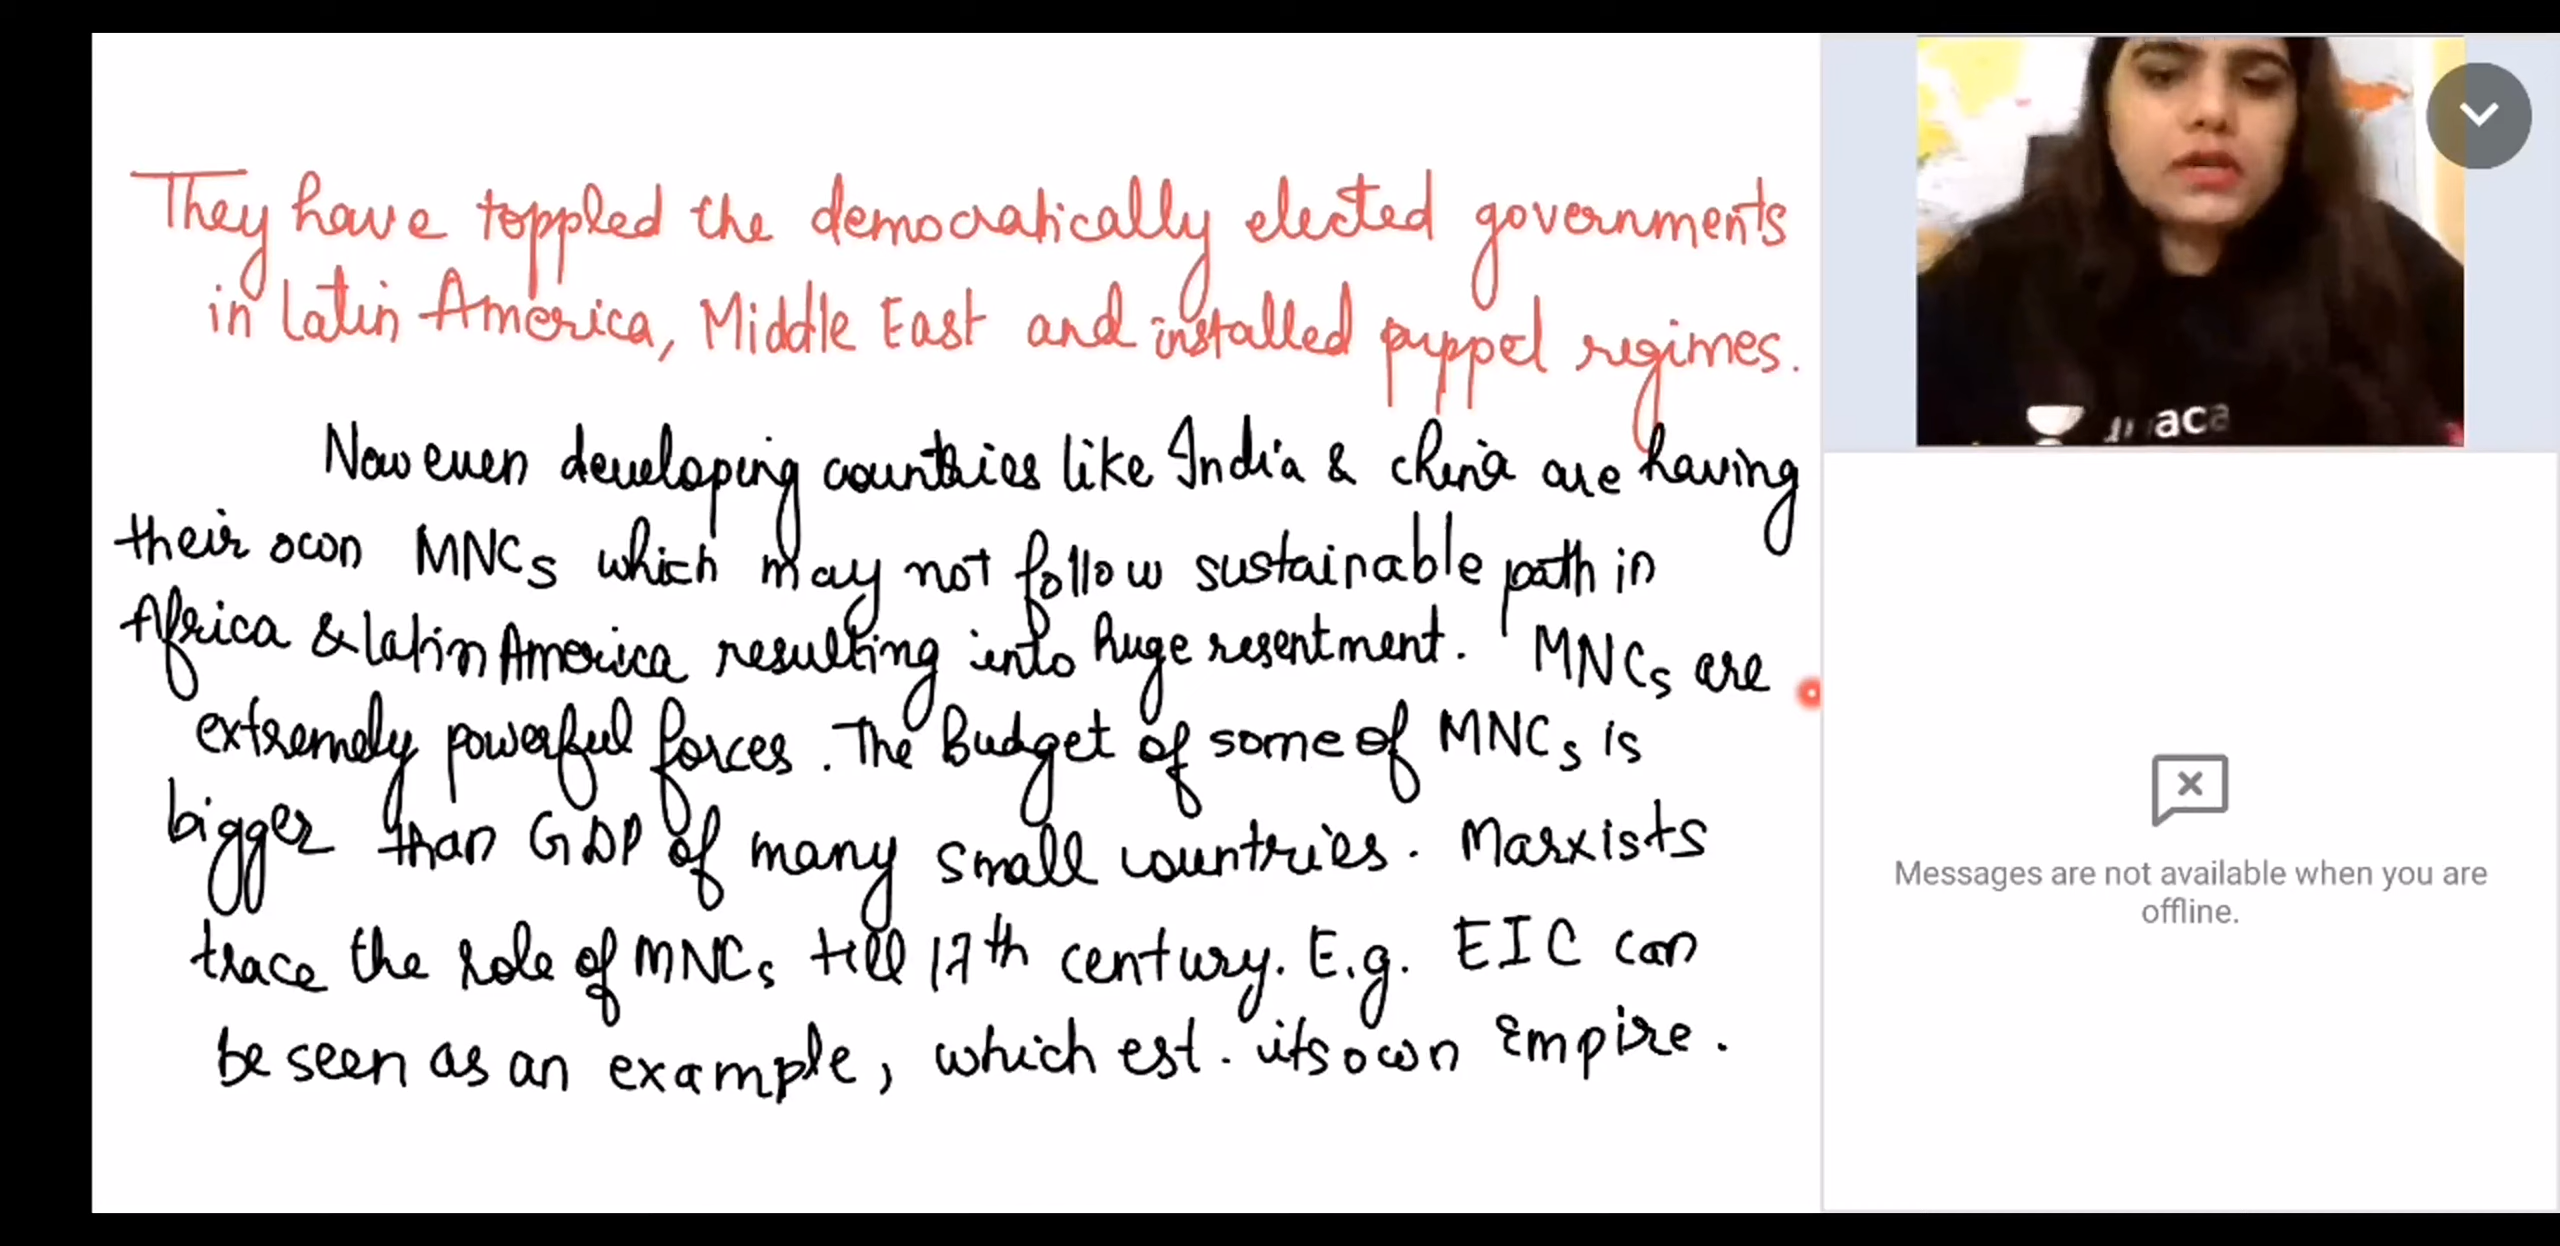 They have toppled the democratically elected governments
in Latin America, Middle East and installed puppet regimes.
Now even developing countries like India & China are having
their own MNCs which may not follow sustainable path in
Africa & Latin America resulting into huge resentment. MNCs are
extremely powerful forces. The Budget of some of MNCs is
bigger than GDP of many small countries. Marxists
trace the role of MNCs till 17th century. E.g. EIC can
be seen as an example, which est. its own Empire.
Messages are not available when you are
offline.